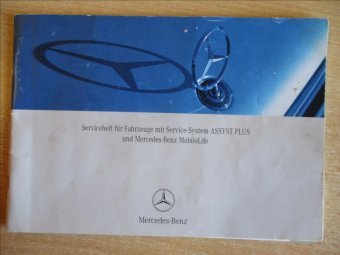 Serviceheft für Fahrzeuge mit Service-System ASSYST PLUS
und Mercedes-Benz MobiloLife
Mercedes-Benz